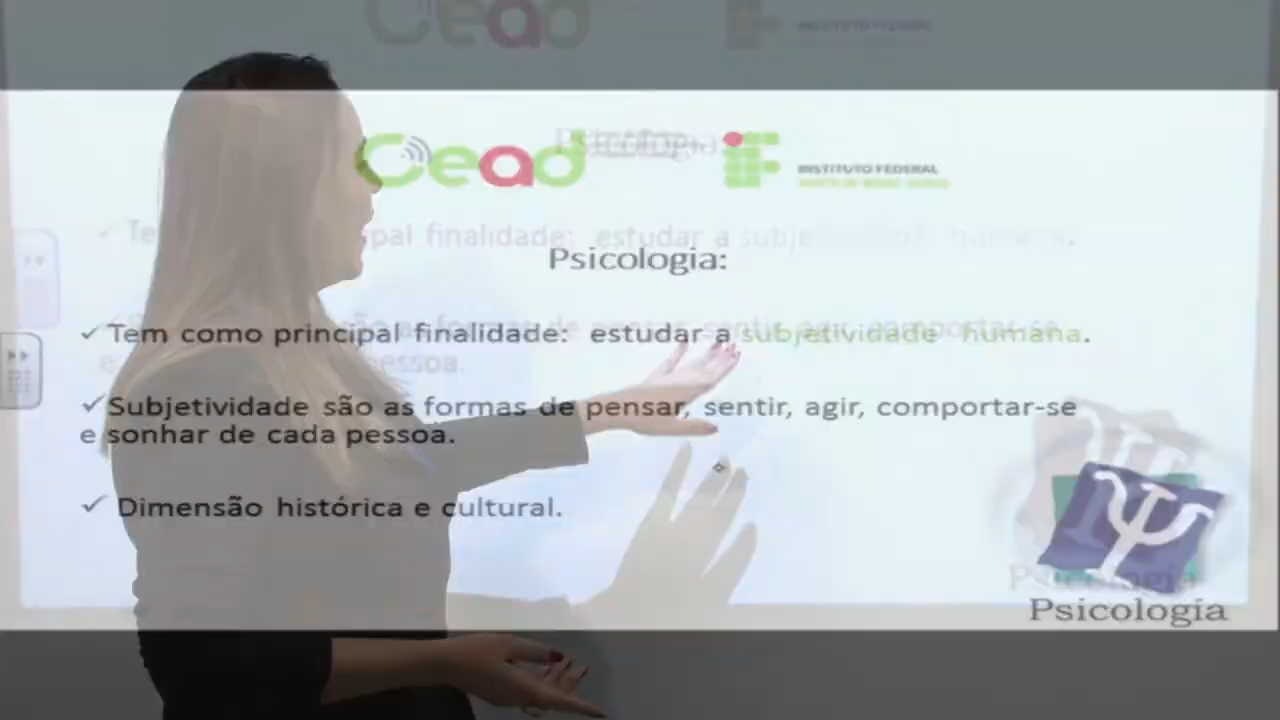 Cead
INSTITUTO FEDERAL
Psicologia:
✓ Tem como principal finalidade: estudar a subjetividade humana.
✓ Subjetividade são as formas de pensar, sentir, agir, comportar-se
e sonhar de cada pessoa.
✓ Dimensão histórica e cultural.
Psicologia